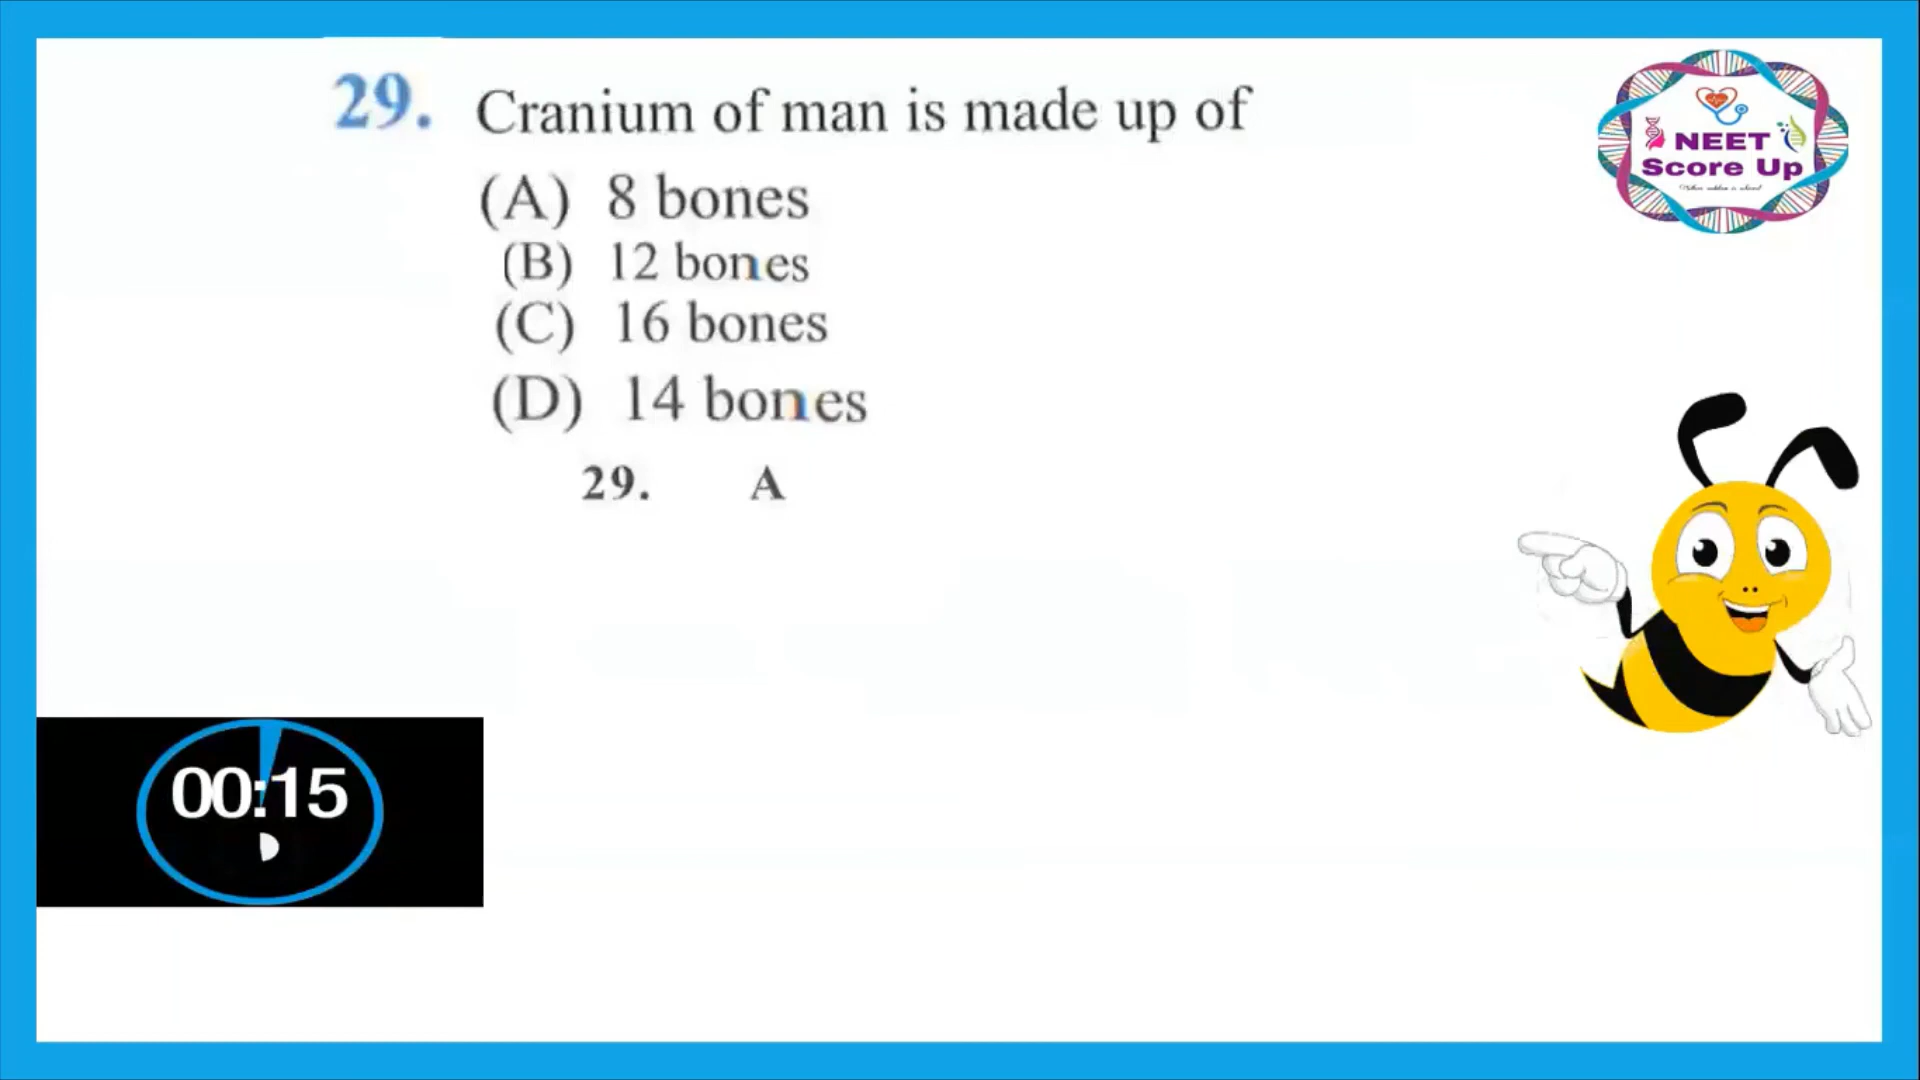 29. Cranium of man is made up of
(A) 8 bones
(B) 12 bones
(C) 16 bones
(D) 14 bones
29. A
NEET
Score Up
00:15